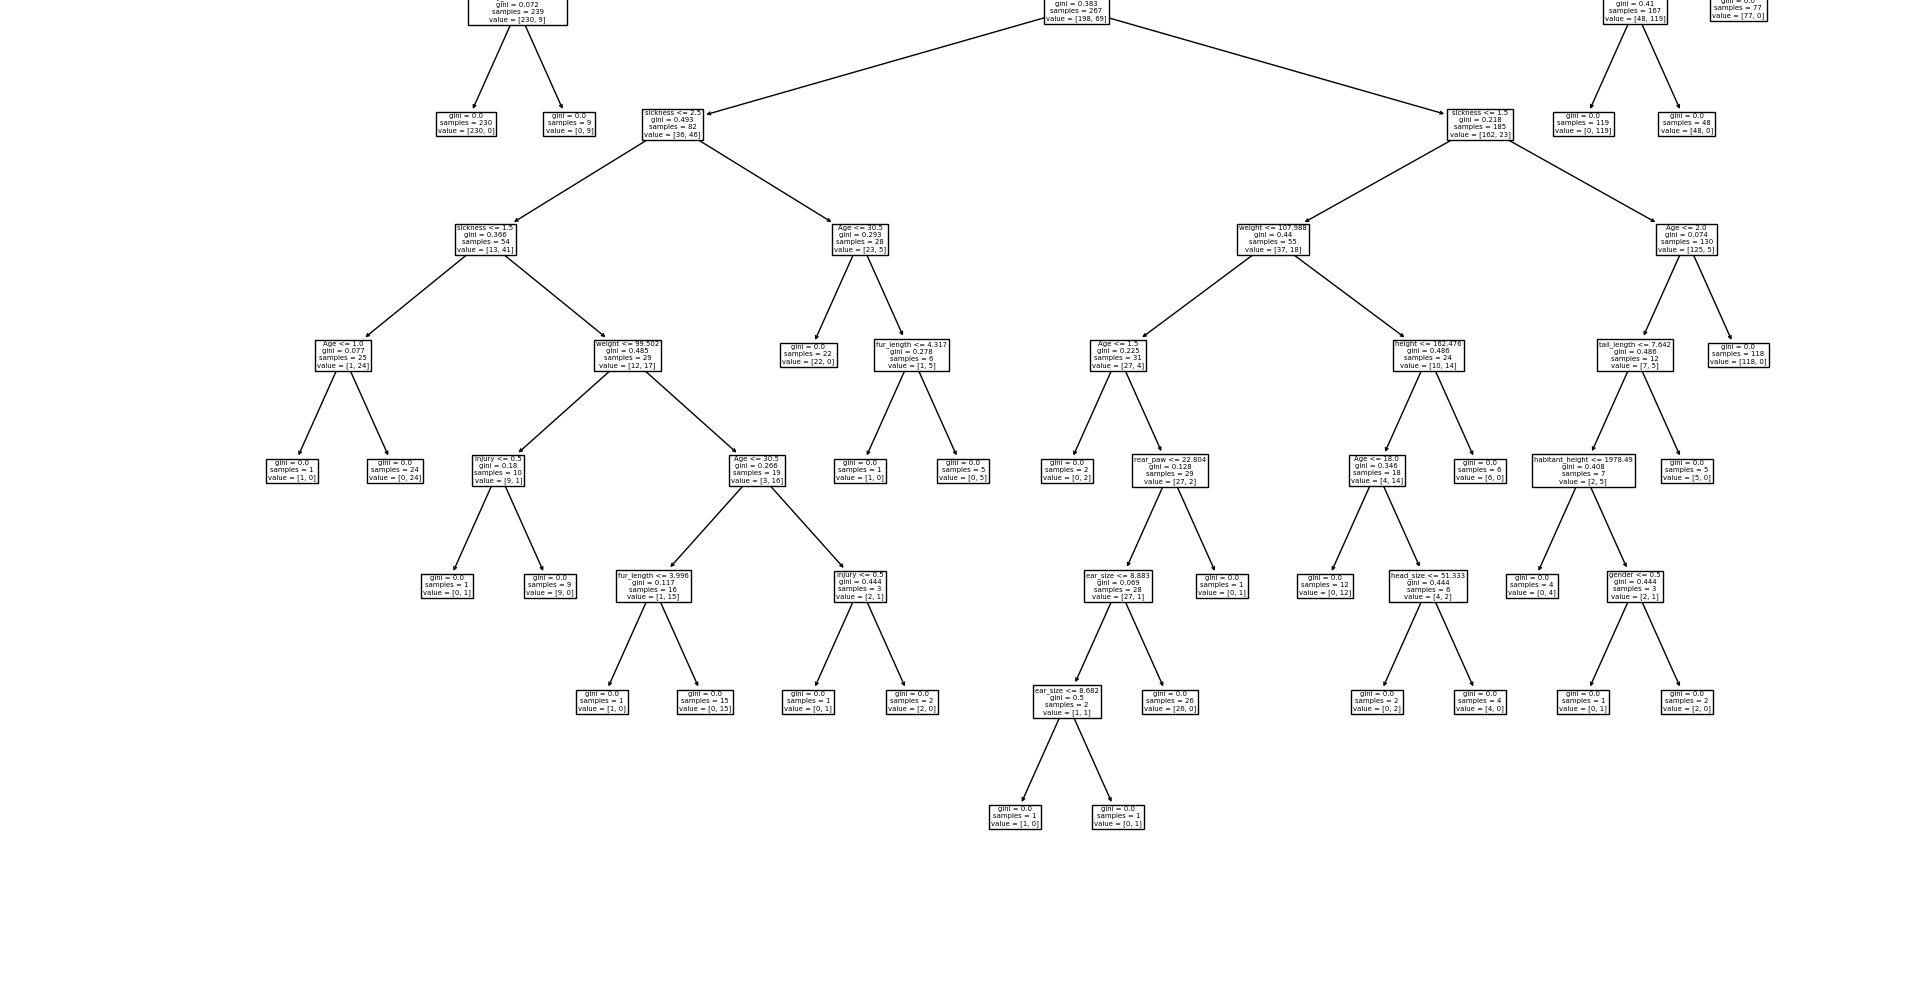 gini = 0.072
samples = 239
value = [230, 9]
gini = 0.383
samples = 267
value = [198, 69]
gini = 0.41
samples = 167
value = [48, 119]
gini = 0.0
samples = 77
value = [77, 0]
gini = 0.0
samples = 230
value = [230, 0]
gini = 0.0
samples = 9
value = [0, 9]
sickness <= 2.5
gini = 0.493
samples = 82
value = [36, 46]
sickness <= 1.5
gini = 0.218
samples = 185
value = [162, 23]
gini = 0.0
samples = 119
value = [0, 119]
gini = 0.0
samples = 48
value = [48, 0]
sickness <= 1.5
gini = 0.366
samples = 54
value = [13, 41]
Age <= 30.5
gini = 0.293
samples = 28
value = [23, 5]
weight <= 107.988
gini = 0.44
samples = 55
value = [37, 18]
Age <= 2.0
gini = 0.074
samples = 130
value = [125, 5]
Age <= 1.0
gini = 0.077
samples = 25
value = [1, 24]
weight <= 99.502
gini = 0.485
samples = 29
value = [12, 17]
gini = 0.0
samples = 22
value = [22, 0]
fur_length <= 4.317
gini = 0.278
samples = 6
value = [1, 5]
Age <= 1.5
gini = 0.225
samples = 31
value = [27, 4]
height <= 162.476
gini = 0.486
samples = 24
value = [10, 14]
tail_length <= 7.642
gini = 0.486
samples = 12
value = [7, 5]
gini = 0.0
samples = 118
value = [118, 0]
gini = 0.0
samples = 1
value = [1, 0]
gini = 0.0
samples = 24
value = [0, 24]
injury <= 0.5
gini = 0.18
samples = 10
value = [9, 1]
Age <= 30.5
gini = 0.266
samples = 19
value = [3, 16]
gini = 0.0
samples = 1
value = [1, 0]
gini = 0.0
samples = 5
value = [0, 5]
gini = 0.0
samples = 2
value = [0, 2]
rear_paw <= 22.804
gini = 0.128
samples = 29
value = [27, 2]
Age <= 18.0
gini = 0.346
samples = 18
value = [4, 14]
gini = 0.0
samples = 6
value = [6, 0]
habitant_height <= 1978.49
gini = 0.408
samples = 7
value = [2, 5]
gini = 0.0
samples = 5
value = [5, 0]
gini = 0.0
samples = 1
value = [0, 1]
gini = 0.0
samples = 9
value = [9, 0]
fur_length <= 3.996
gini = 0.117
samples = 16
value = [1, 15]
injury <= 0.5
gini = 0.444
samples = 3
value = [2, 1]
ear_size <= 8.883
gini = 0.069
samples = 28
value = [27, 1]
gini = 0.0
samples = 1
value = [0, 1]
gini = 0.0
samples = 12
value = [0, 12]
head_size <= 51.333
gini = 0.444
samples = 6
value = [4, 2]
gini = 0.0
samples = 4
value = [0, 4]
gender <= 0.5
gini = 0.444
samples = 3
value = [2, 1]
gini = 0.0
samples = 1
value = [1, 0]
gini = 0.0
samples = 15
value = [0, 15]
gini = 0.0
samples = 1
value = [0, 1]
gini = 0.0
samples = 2
value = [2, 0]
ear_size <= 8.682
gini = 0.5
samples = 2
value = [1, 1]
gini = 0.0
samples = 26
value = [26, 0]
gini = 0.0
samples = 2
value = [0, 2]
gini = 0.0
samples = 4
value = [4, 0]
gini = 0.0
samples = 1
value = [0, 1]
gini = 0.0
samples = 2
value = [2, 0]
gini = 0.0
samples = 1
value = [1, 0]
gini = 0.0
samples = 1
value = [0, 1]